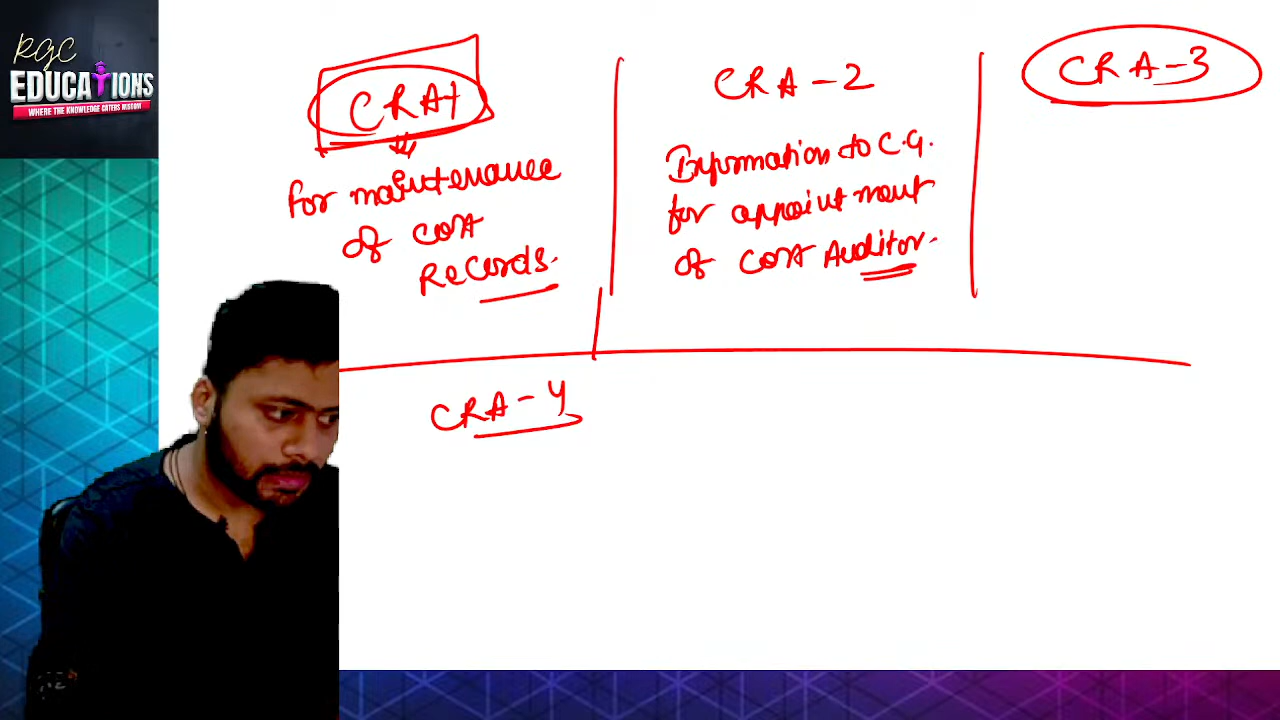 RGC
EDUCATIONS
WHERE THE KNOWLEDGE CATERS WISDOM
CRA1
for maintenance
of cost
Records.
CRA-2
Information to C.G.
for appointment
of cost Auditor.
CRA-3
CRA-4